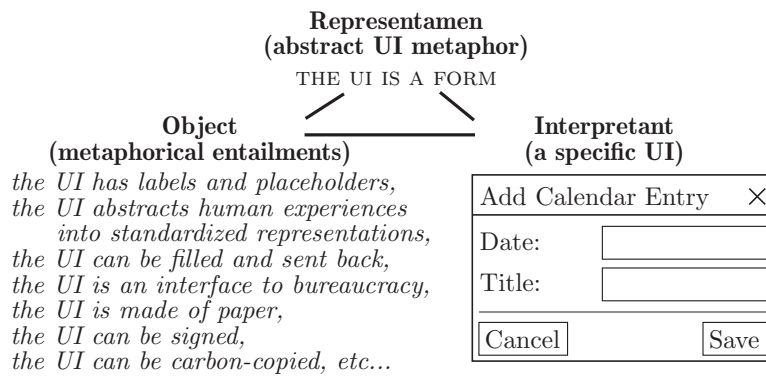 Representamen
(abstract UI metaphor)
THE UI IS A FORM
Object
(metaphorical entailments)
the UI has labels and placeholders,
the UI abstracts human experiences
into standardized representations,
the UI can be filled and sent back,
the UI is an interface to bureaucracy,
the UI is made of paper,
the UI can be signed,
the UI can be carbon-copied, etc...
Interpretant
(a specific UI)
Add Calendar Entry ×
Date:
Title:
Cancel Save